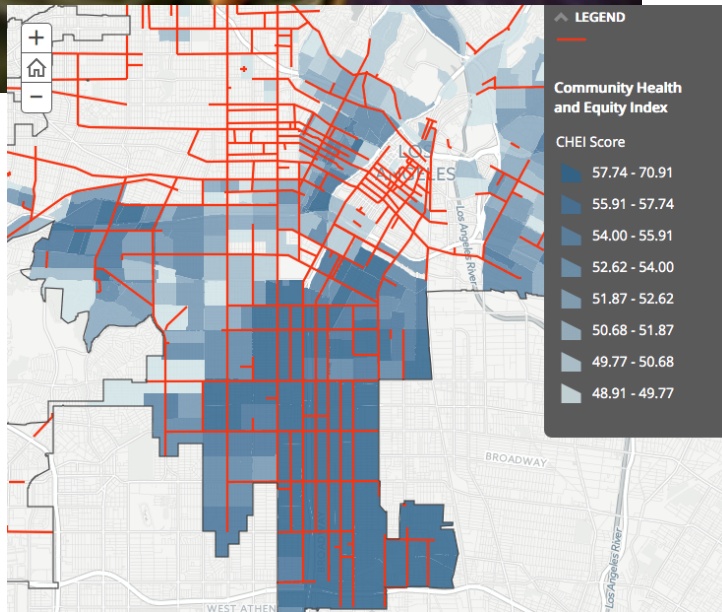 +
−
LEGEND
Community Health
and Equity Index
CHEI Score
57.74 - 70.91
55.91 - 57.74
54.00 - 55.91
52.62 - 54.00
51.87 - 52.62
50.68 - 51.87
49.77 - 50.68
48.91 - 49.77
LOS
ANGELES
Los Angeles River
BROADWAY
Los Angeles River
WEST ATHEN